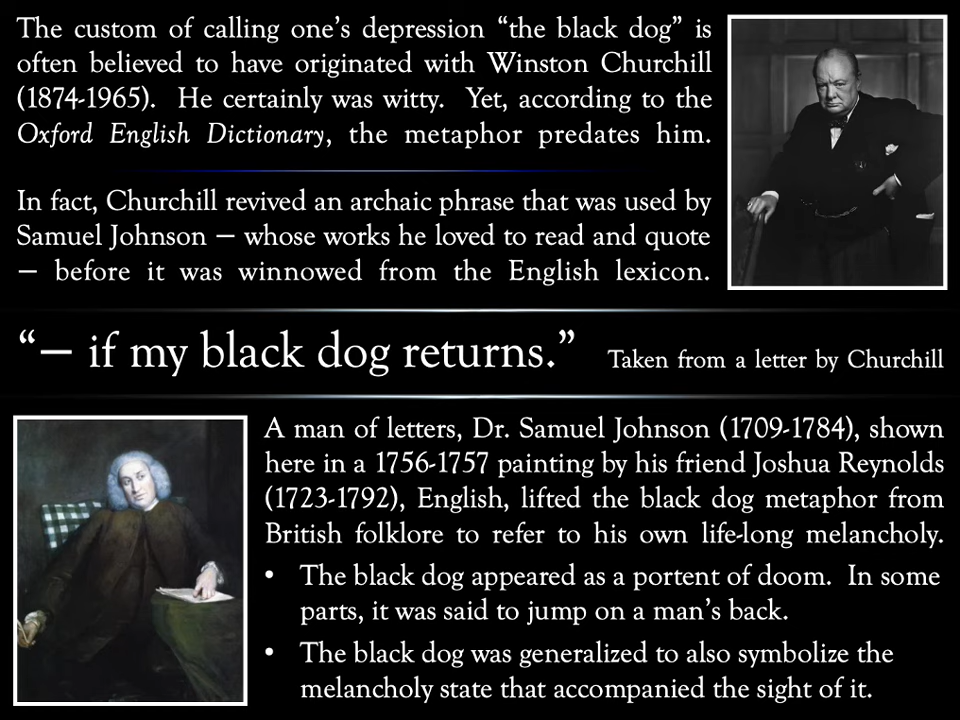 The custom of calling one’s depression “the black dog” is
often believed to have originated with Winston Churchill
(1874-1965).  He certainly was witty.  Yet, according to the
Oxford English Dictionary, the metaphor predates him.
In fact, Churchill revived an archaic phrase that was used by
Samuel Johnson — whose works he loved to read and quote
— before it was winnowed from the English lexicon.
“— if my black dog returns.”  Taken from a letter by Churchill
A man of letters, Dr. Samuel Johnson (1709-1784), shown
here in a 1756-1757 painting by his friend Joshua Reynolds
(1723-1792), English, lifted the black dog metaphor from
British folklore to refer to his own life-long melancholy.
• The black dog appeared as a portent of doom.  In some
parts, it was said to jump on a man’s back.
• The black dog was generalized to also symbolize the
melancholy state that accompanied the sight of it.